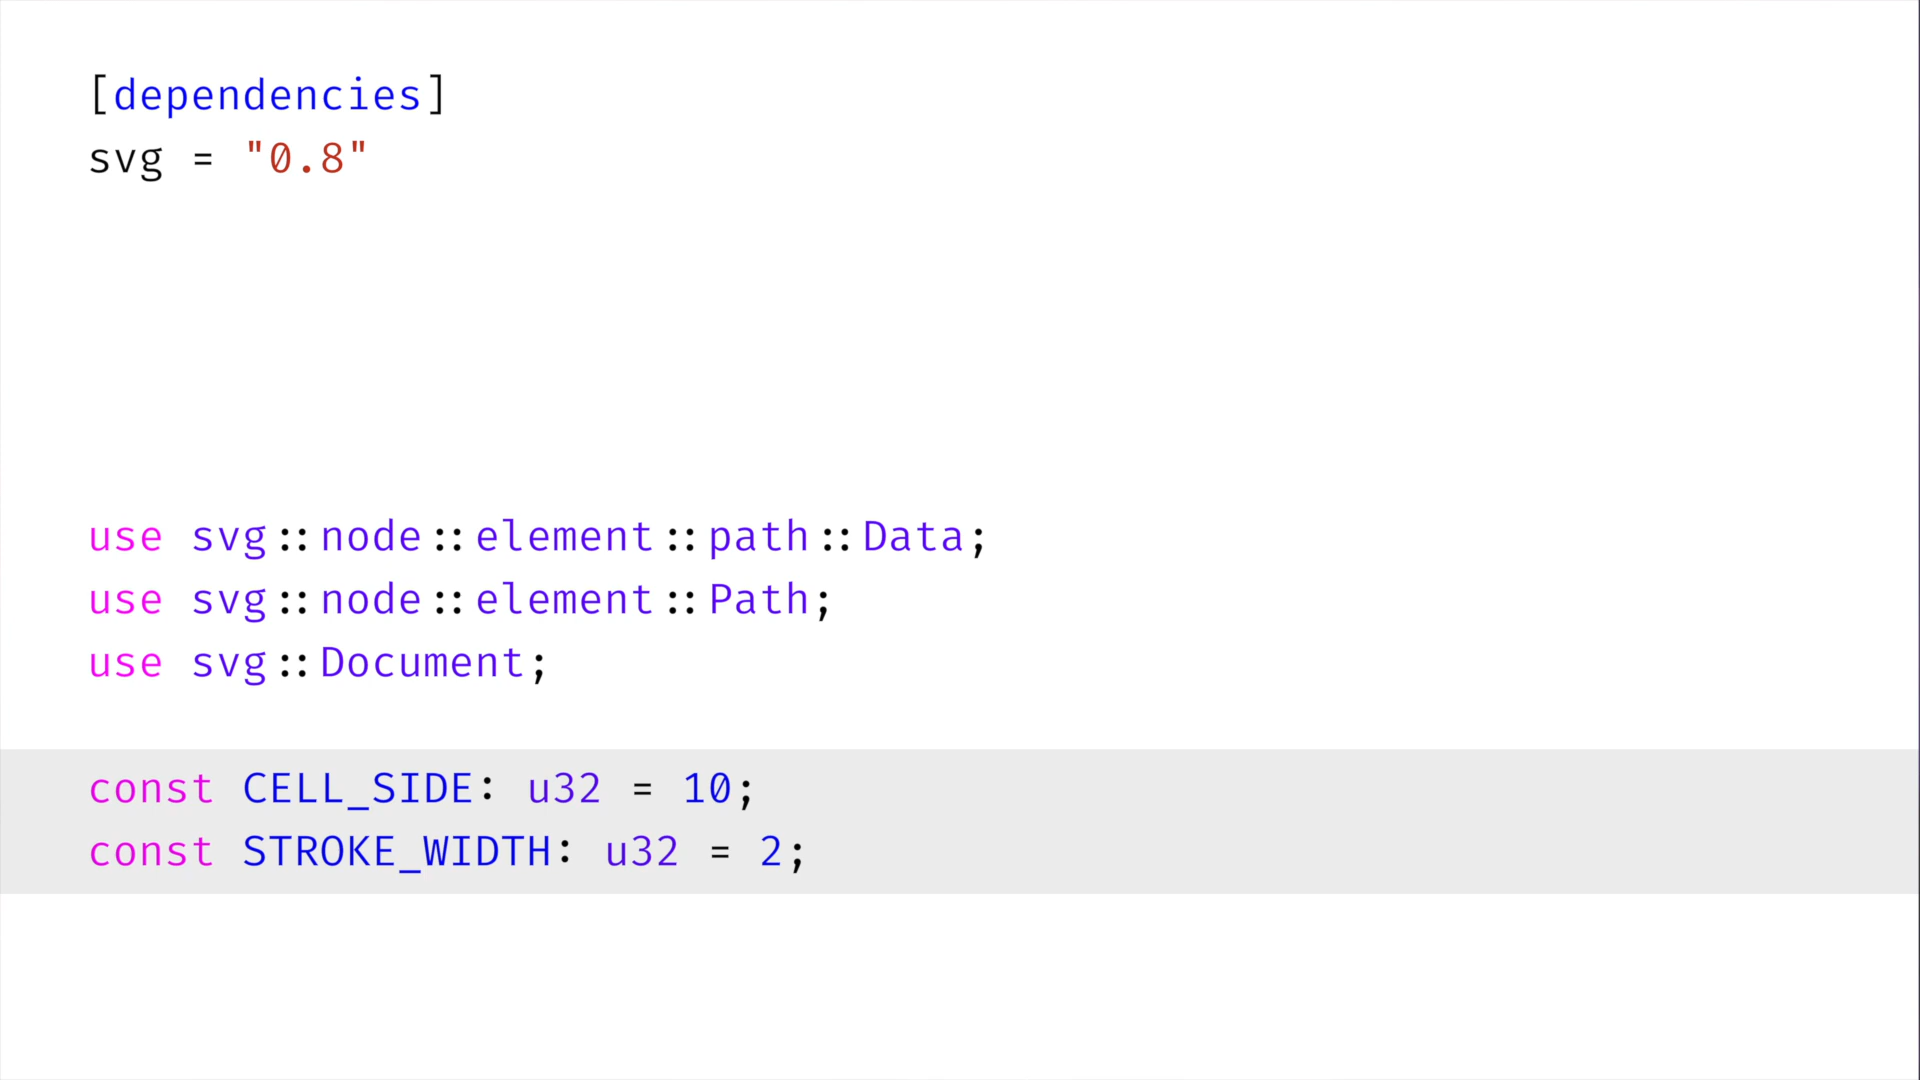 [dependencies]
svg = "0.8"
use svg::node::element::path::Data;
use svg::node::element::Path;
use svg::Document;
const CELL_SIDE: u32 = 10;
const STROKE_WIDTH: u32 = 2;